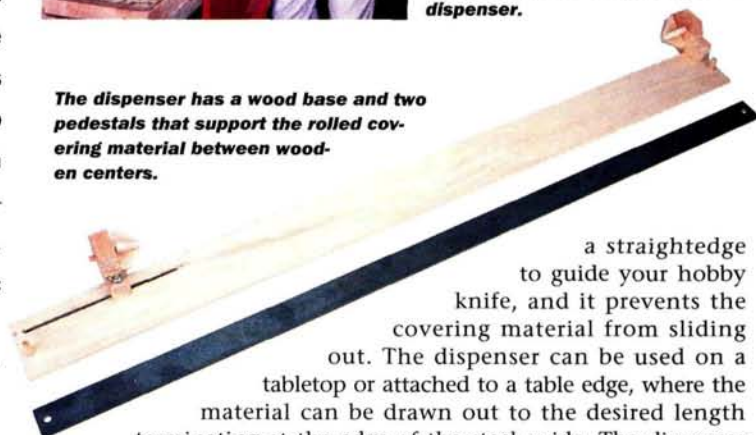 dispenser.
The dispenser has a wood base and two
pedestals that support the rolled cov-
ering material between wood-
en centers.
a straightedge
to guide your hobby
knife, and it prevents the
covering material from sliding
out. The dispenser can be used on a
tabletop or attached to a table edge, where the
material can be drawn out to the desired length